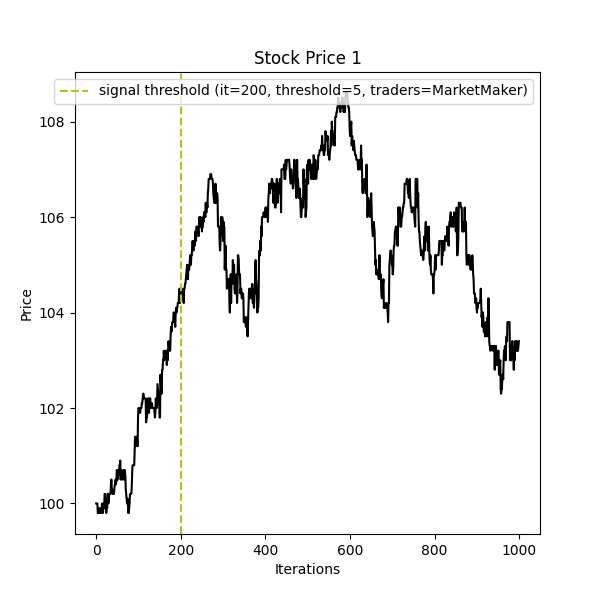 Stock Price 1
signal threshold (it=200, threshold=5, traders=MarketMaker)
108
106
104
102
100
Price
0 200 400 600 800 1000
Iterations